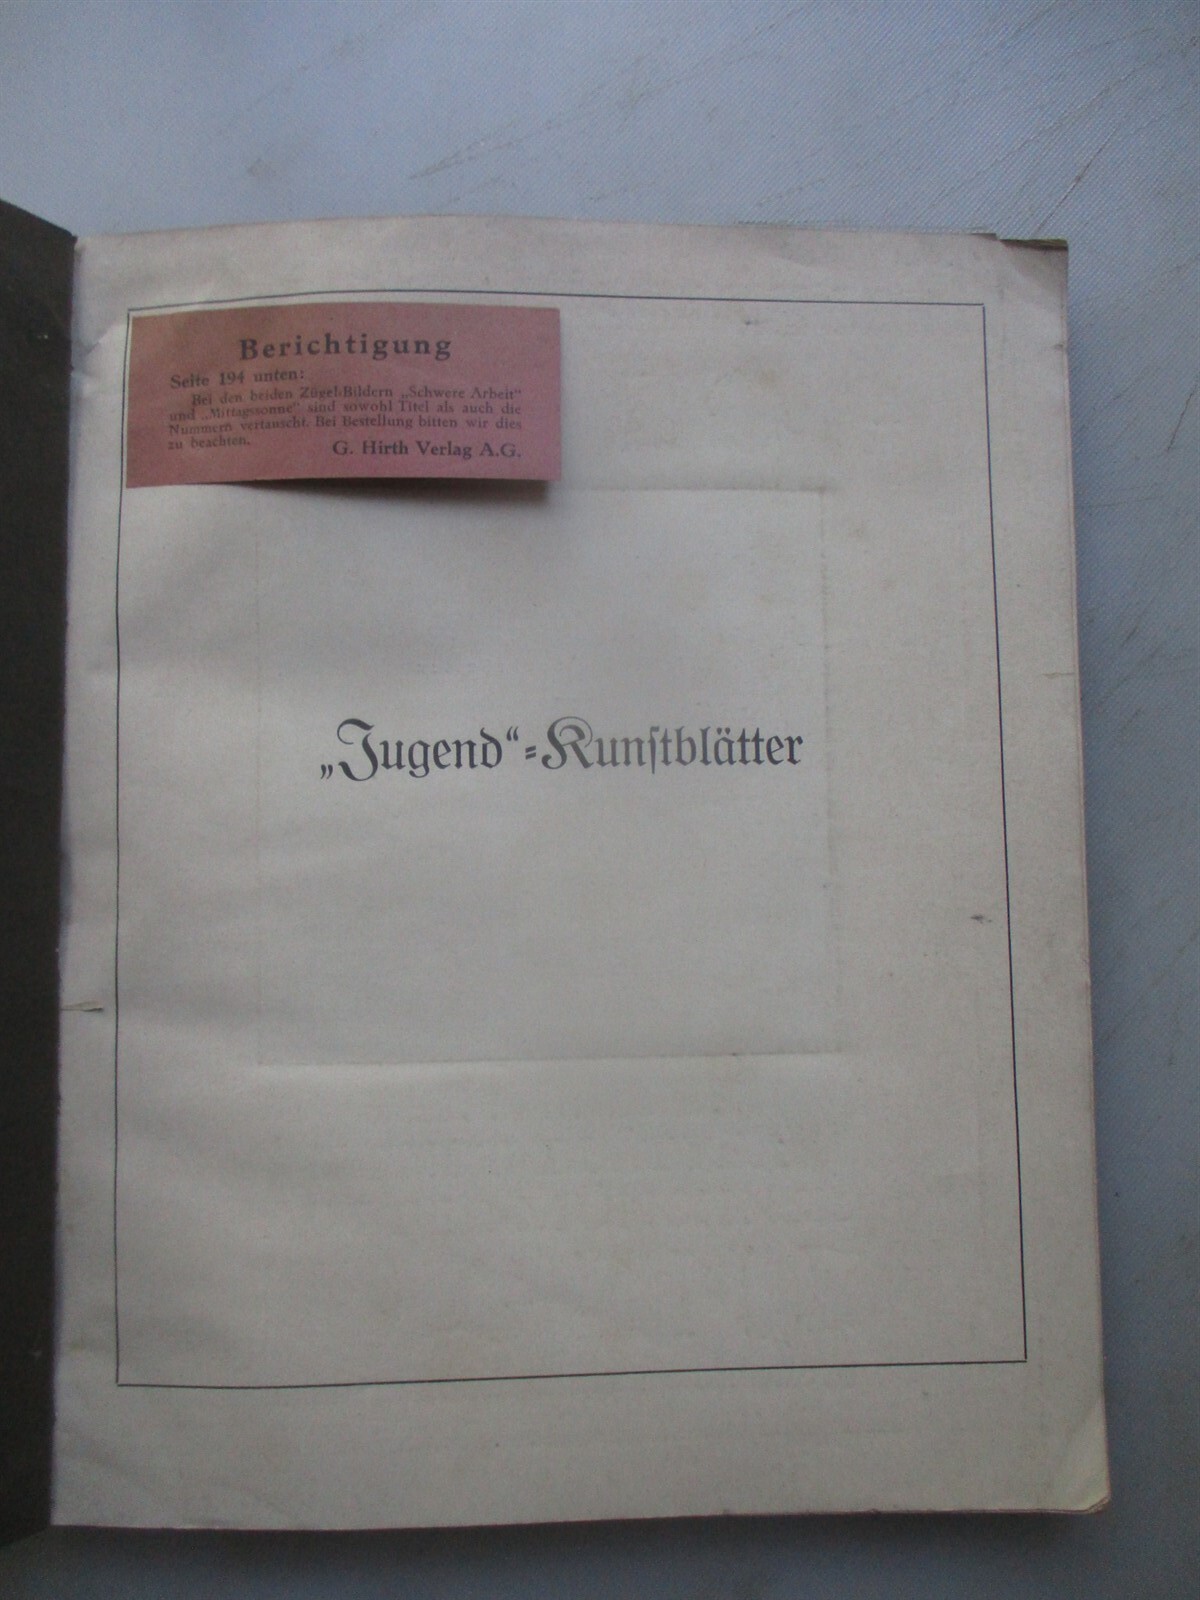 Berichtigung
Seite 194 unten:
Bei den beiden Zügel-Bildern „Schwere Arbeit“
und „Mittagssonne“ sind sowohl Titel als auch die
Nummern vertauscht. Bei Bestellung bitten wir dies
zu beachten.
G. Hirth Verlag A.G.
„Jugend“=Kunſtblätter